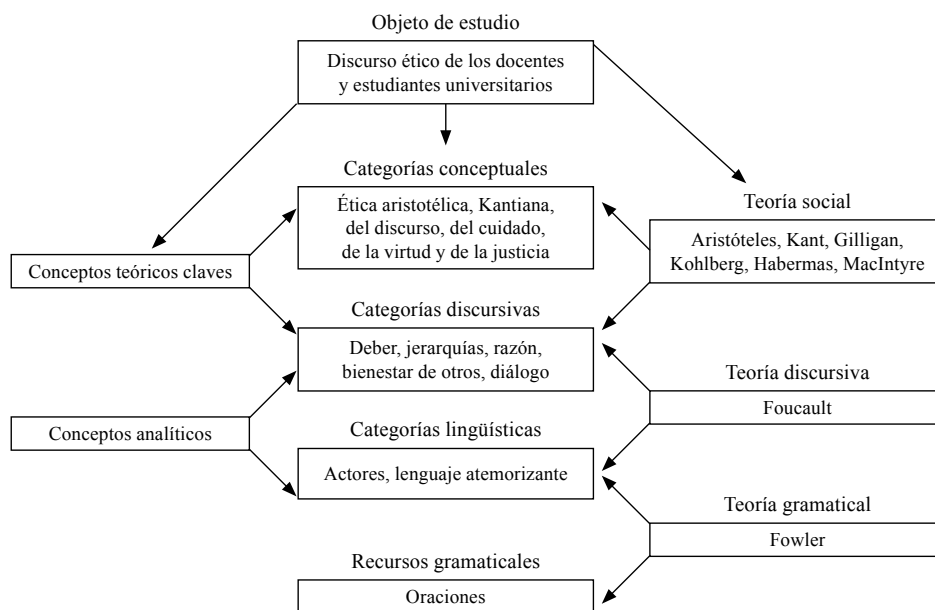 Objeto de estudio
Discurso ético de los docentes
y estudiantes universitarios
Categorías conceptuales
Ética aristotélica, Kantiana,
del discurso, del cuidado,
de la virtud y de la justicia
Teoría social
Aristóteles, Kant, Gilligan,
Kohlberg, Habermas, MacIntyre
Conceptos teóricos claves
Categorías discursivas
Deber, jerarquías, razón,
bienestar de otros, diálogo
Teoría discursiva
Foucault
Conceptos analíticos
Categorías lingüísticas
Actores, lenguaje atemorizante
Teoría gramatical
Fowler
Recursos gramaticales
Oraciones